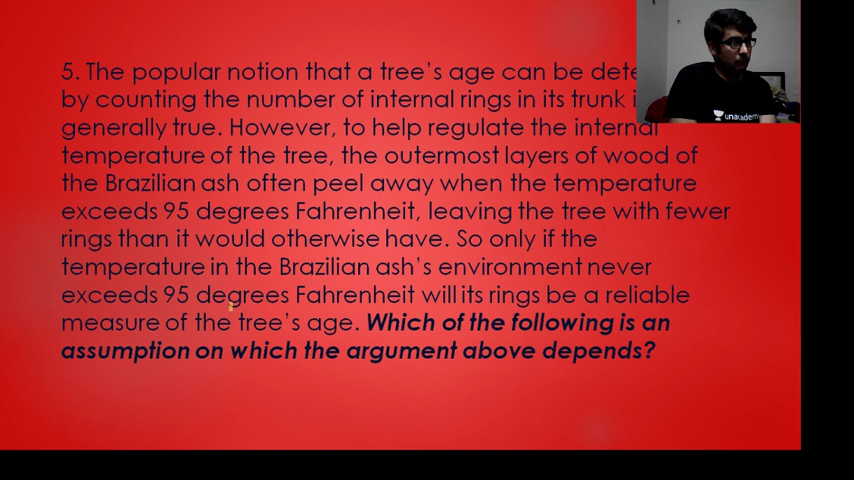 5. The popular notion that a tree's age can be
by counting the number of internal rings in its trunk
generally true. However, to help regulate the internal
temperature of the tree, the outermost layers of wood of
the Brazilian ash often peel away when the temperature
exceeds 95 degrees Fahrenheit, leaving the tree with fewer
rings than it would otherwise have. So only if the
temperature in the Brazilian ash's environment never
exceeds 95 degrees Fahrenheit will its rings be a reliable
measure of the tree's age. Which of the following is an
assumption on which the argument above depends?
unacademy